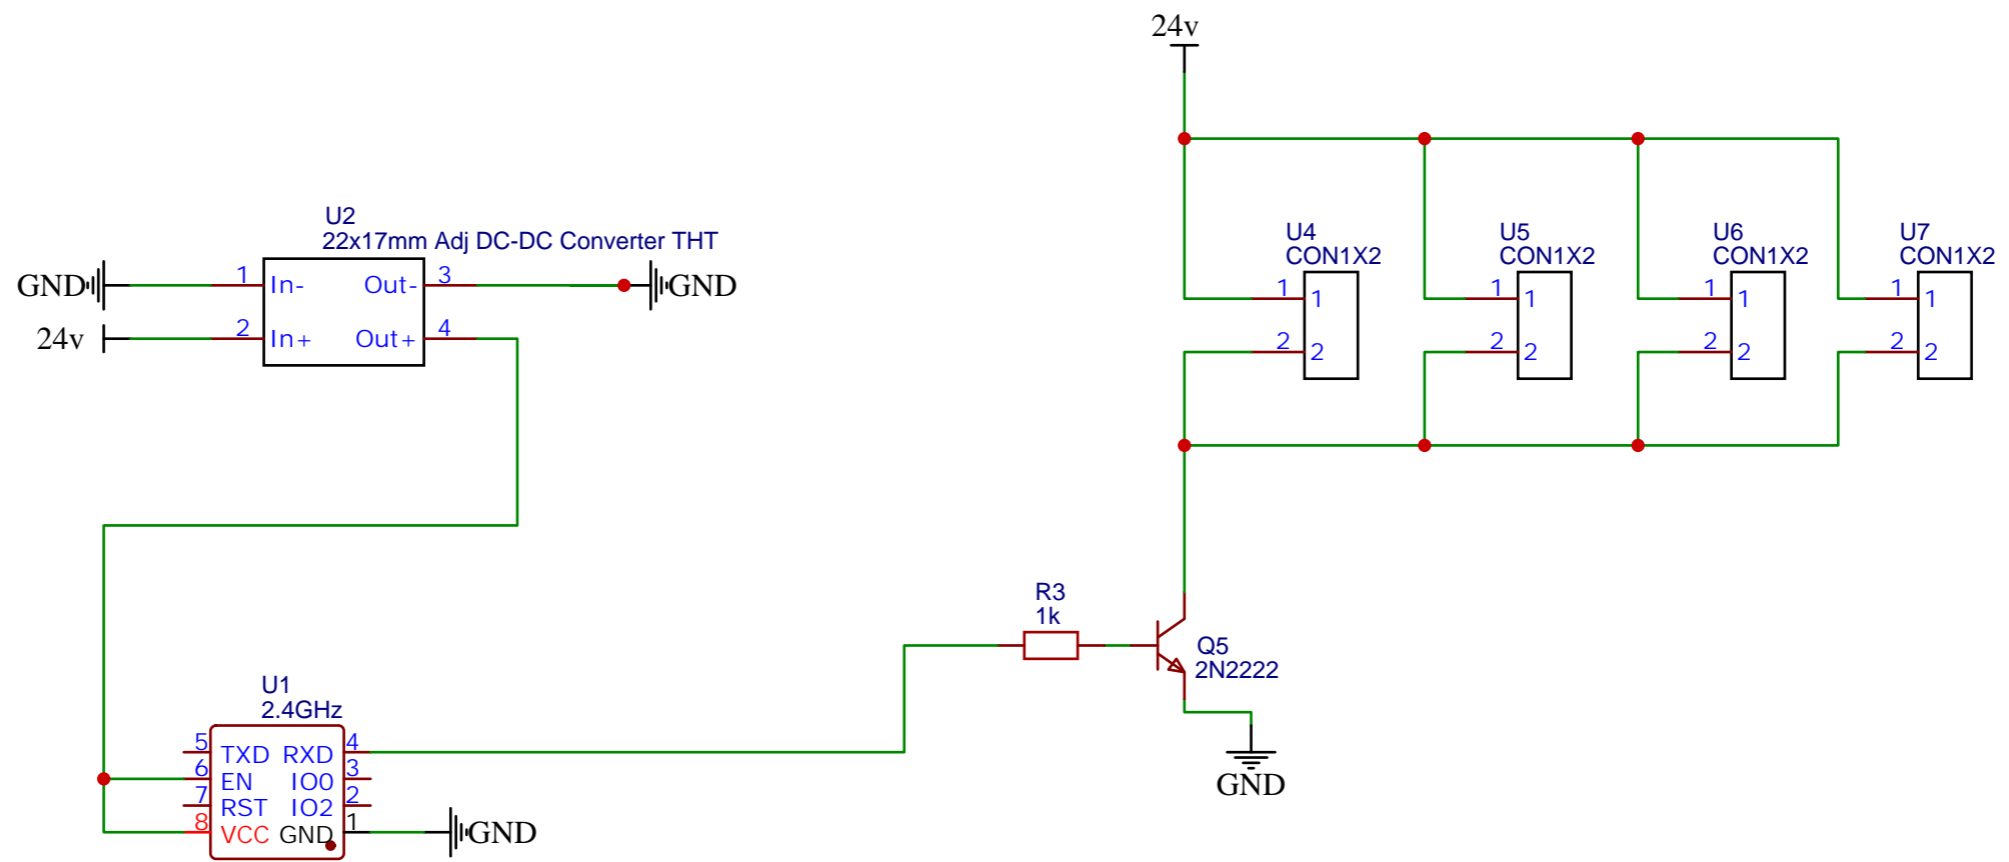 24v
U2
22x17mm Adj DC-DC Converter THT
GND
1
In-
Out-
3
GND
24v
2
In+
Out+
4
U4
CON1X2
1
1
2
2
U5
CON1X2
1
1
2
2
U6
CON1X2
1
1
2
2
U7
CON1X2
1
1
2
2
R3
1k
Q5
2N2222
GND
U1
2.4GHz
5
TXD
RXD
4
6
EN
IO0
3
7
RST
IO2
2
8
VCC
GND
1
GND